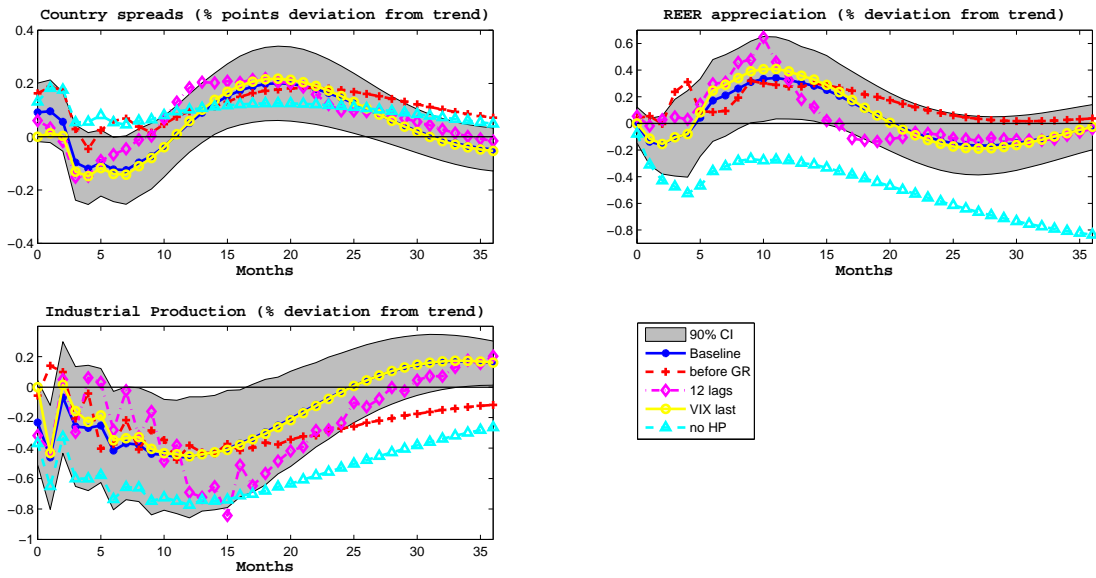 Country spreads (% points deviation from trend)
0.4
0.2
0
−0.2
0.4
0 5 10 15 20 25 30 35
Months
REER appreciation (% deviation from trend)
0.6
0.4
0.2
0
−0.2
−0.4
−0.6
−0.8
0 5 10 15 20 25 30 35
Months
Industrial Production (% deviation from trend)
0.2
0
−0.2
−0.4
−0.6
−0.8
−1
0 5 10 15 20 25 30 35
Months
90% CI
Baseline
before GR
12 lags
VIX last
no HP